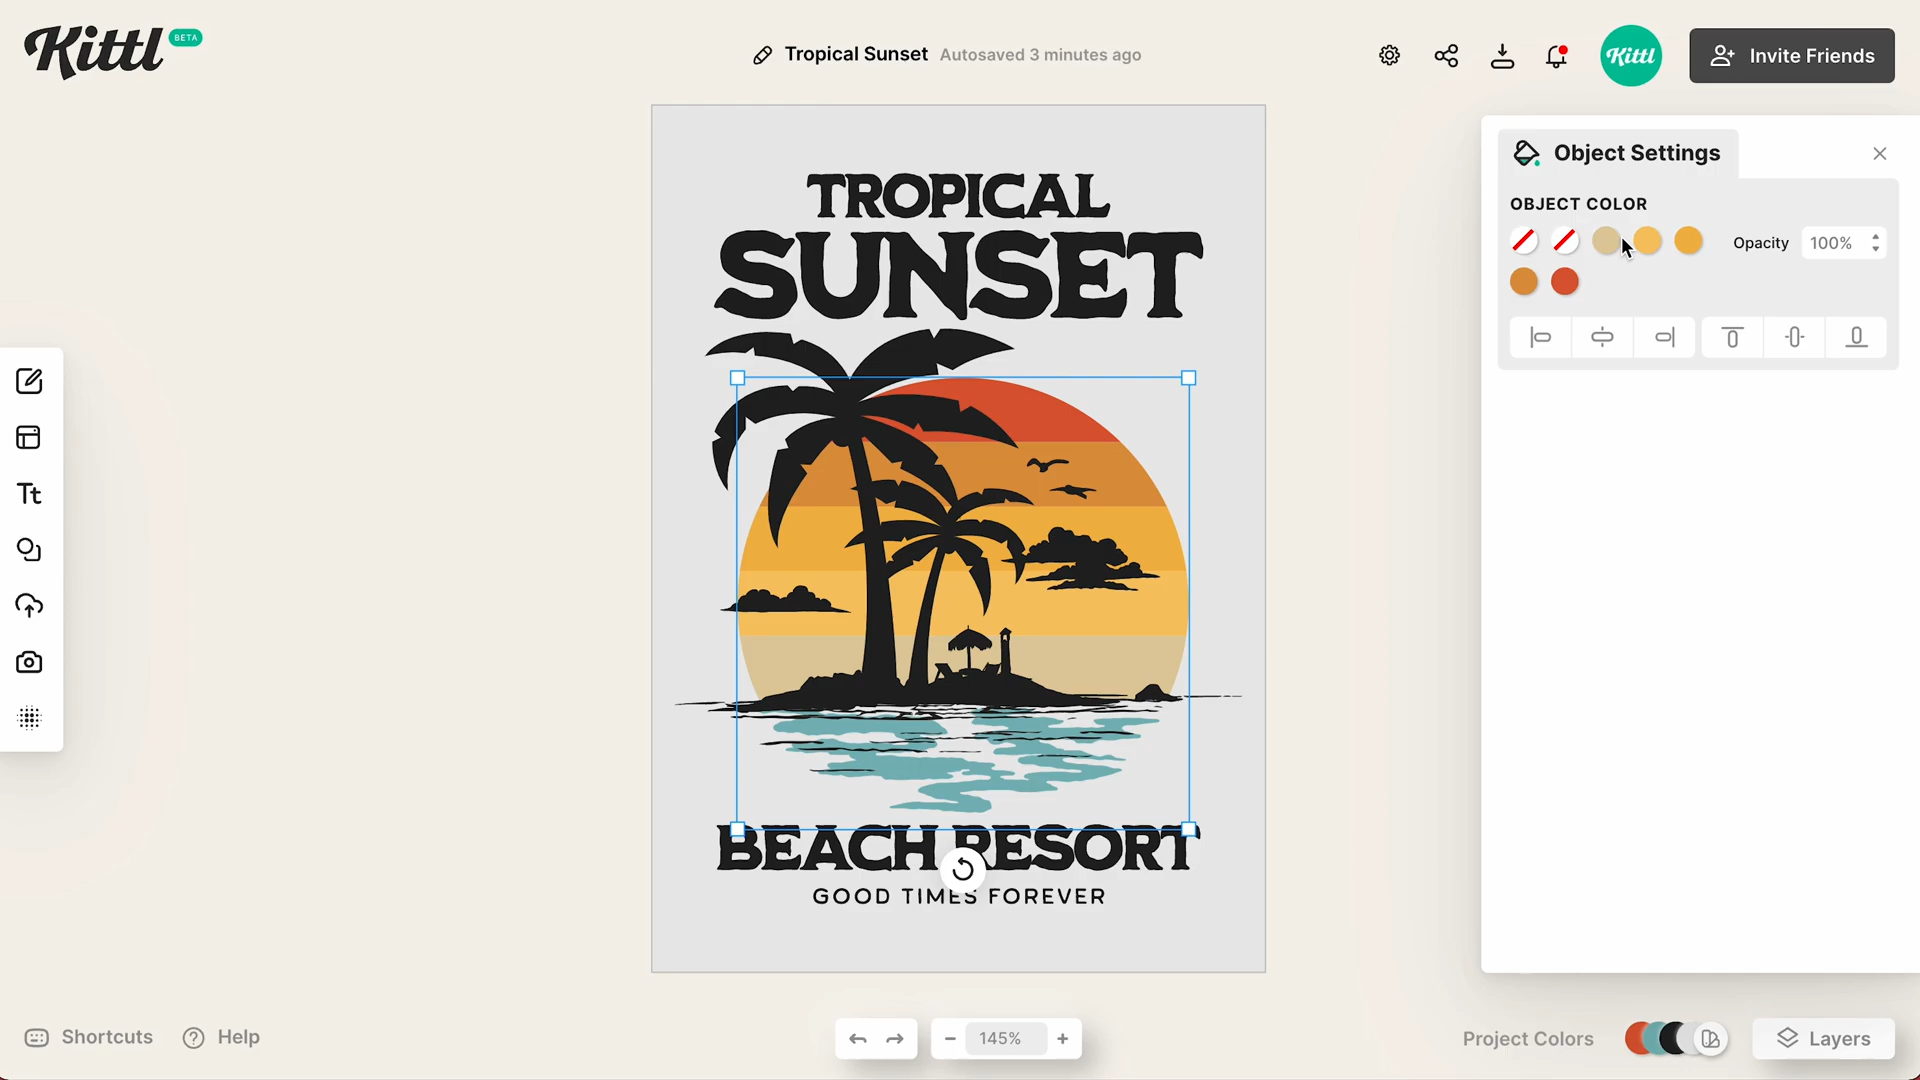 Kittl BETA
Tropical Sunset Autosaved 3 minutes ago
Kittl
Invite Friends
Object Settings
OBJECT COLOR
Opacity 100%
TROPICAL
SUNSET
Tt
BEACH RESORT
GOOD TIMES FOREVER
Shortcuts
Help
145%
Project Colors
Layers